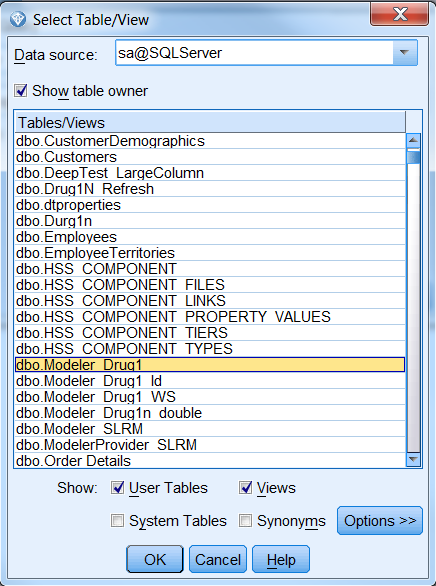 Select Table/View
Data source: sa@SQLServer
Show table owner
Tables/Views
dbo.CustomerDemographics
dbo.Customers
dbo.DeepTest_LargeColumn
dbo.Drug1N_Refresh
dbo.dtproperties
dbo.Durg1n
dbo.Employees
dbo.EmployeeTerritories
dbo.HSS_COMPONENT
dbo.HSS_COMPONENT_FILES
dbo.HSS_COMPONENT_LINKS
dbo.HSS_COMPONENT_PROPERTY_VALUES
dbo.HSS_COMPONENT_TIERS
dbo.HSS_COMPONENT_TYPES
dbo.Modeler_Drug1
dbo.Modeler_Drug1_Id
dbo.Modeler_Drug1_WS
dbo.Modeler_Drug1n_double
dbo.Modeler_SLRM
dbo.ModelerProvider_SLRM
dbo.Order Details
Show: User Tables Views
System Tables Synonyms Options >>
OK Cancel Help